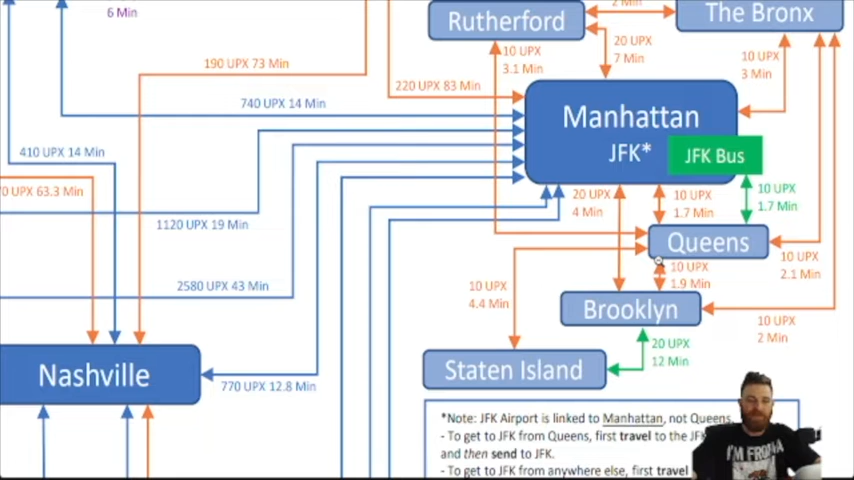 2 Min
6 Min
Rutherford
The Bronx
190 UPX 73 Min
10 UPX
3.1 Min
20 UPX
7 Min
10 UPX
3 Min
220 UPX 83 Min
740 UPX 14 Min
Manhattan
JFK*
JFK Bus
410 UPX 14 Min
0 UPX 63.3 Min
20 UPX
4 Min
10 UPX
1.7 Min
10 UPX
1.7 Min
1120 UPX 19 Min
Queens
10 UPX
2.1 Min
10 UPX
1.9 Min
2580 UPX 43 Min
10 UPX
4.4 Min
Brooklyn
10 UPX
2 Min
20 UPX
12 Min
Nashville
770 UPX 12.8 Min
Staten Island
*Note: JFK Airport is linked to Manhattan, not Queens.
- To get to JFK from Queens, first travel to the JFK
and then send to JFK.
- To get to JFK from anywhere else, first travel
I'M FROM